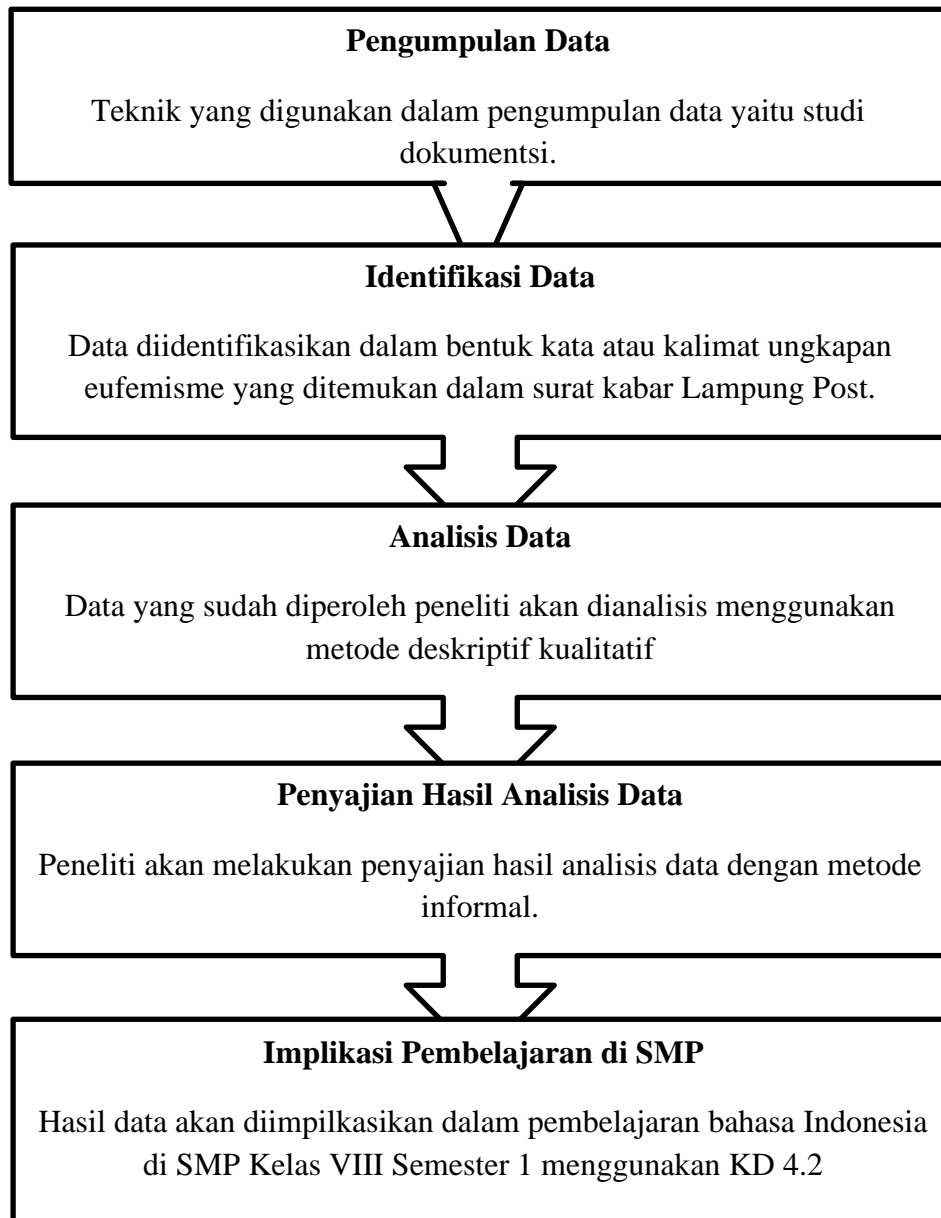 Pengumpulan Data
Teknik yang digunakan dalam pengumpulan data yaitu studi
dokumentsi.
Identifikasi Data
Data diidentifikasikan dalam bentuk kata atau kalimat ungkapan
eufemisme yang ditemukan dalam surat kabar Lampung Post.
Analisis Data
Data yang sudah diperoleh peneliti akan dianalisis menggunakan
metode deskriptif kualitatif
Penyajian Hasil Analisis Data
Peneliti akan melakukan penyajian hasil analisis data dengan metode
informal.
Implikasi Pembelajaran di SMP
Hasil data akan diimpilkasikan dalam pembelajaran bahasa Indonesia
di SMP Kelas VIII Semester 1 menggunakan KD 4.2